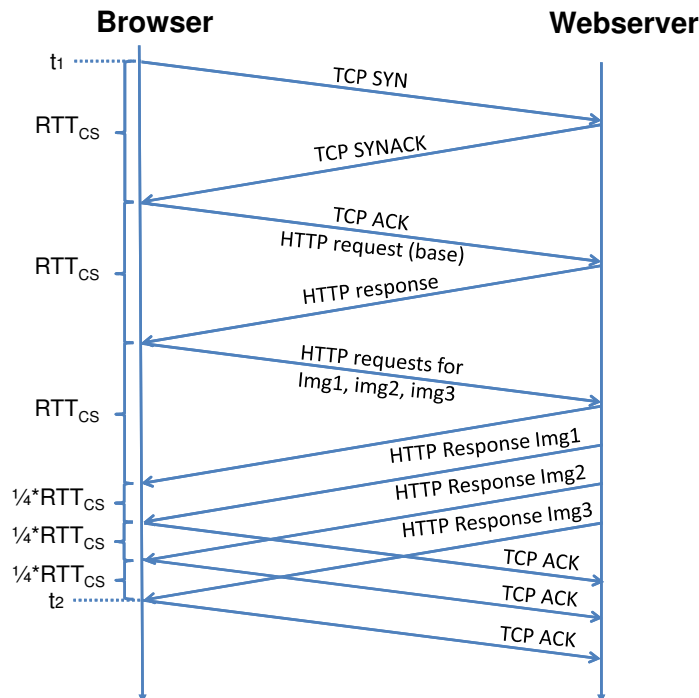 Browser
Webserver
t1
TCP SYN
RTTCS
TCP SYNACK
TCP ACK
HTTP request (base)
RTTCS
HTTP response
HTTP requests for
Img1, img2, img3
RTTCS
HTTP Response Img1
¼*RTTCS
HTTP Response Img2
¼*RTTCS
HTTP Response Img3
¼*RTTCS
TCP ACK
t2
TCP ACK
TCP ACK